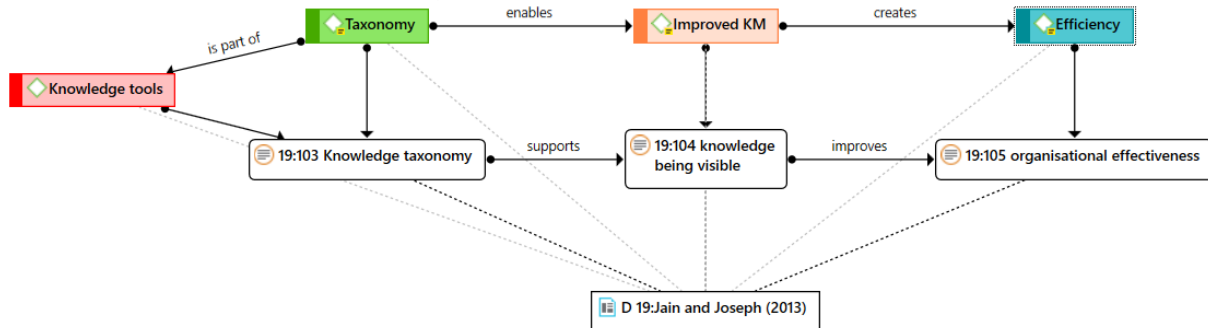 Taxonomy
enables
Improved KM
creates
Efficiency
is part of
Knowledge tools
19:103 Knowledge taxonomy
supports
19:104 knowledge
being visible
improves
19:105 organisational effectiveness
D 19:Jain and Joseph (2013)